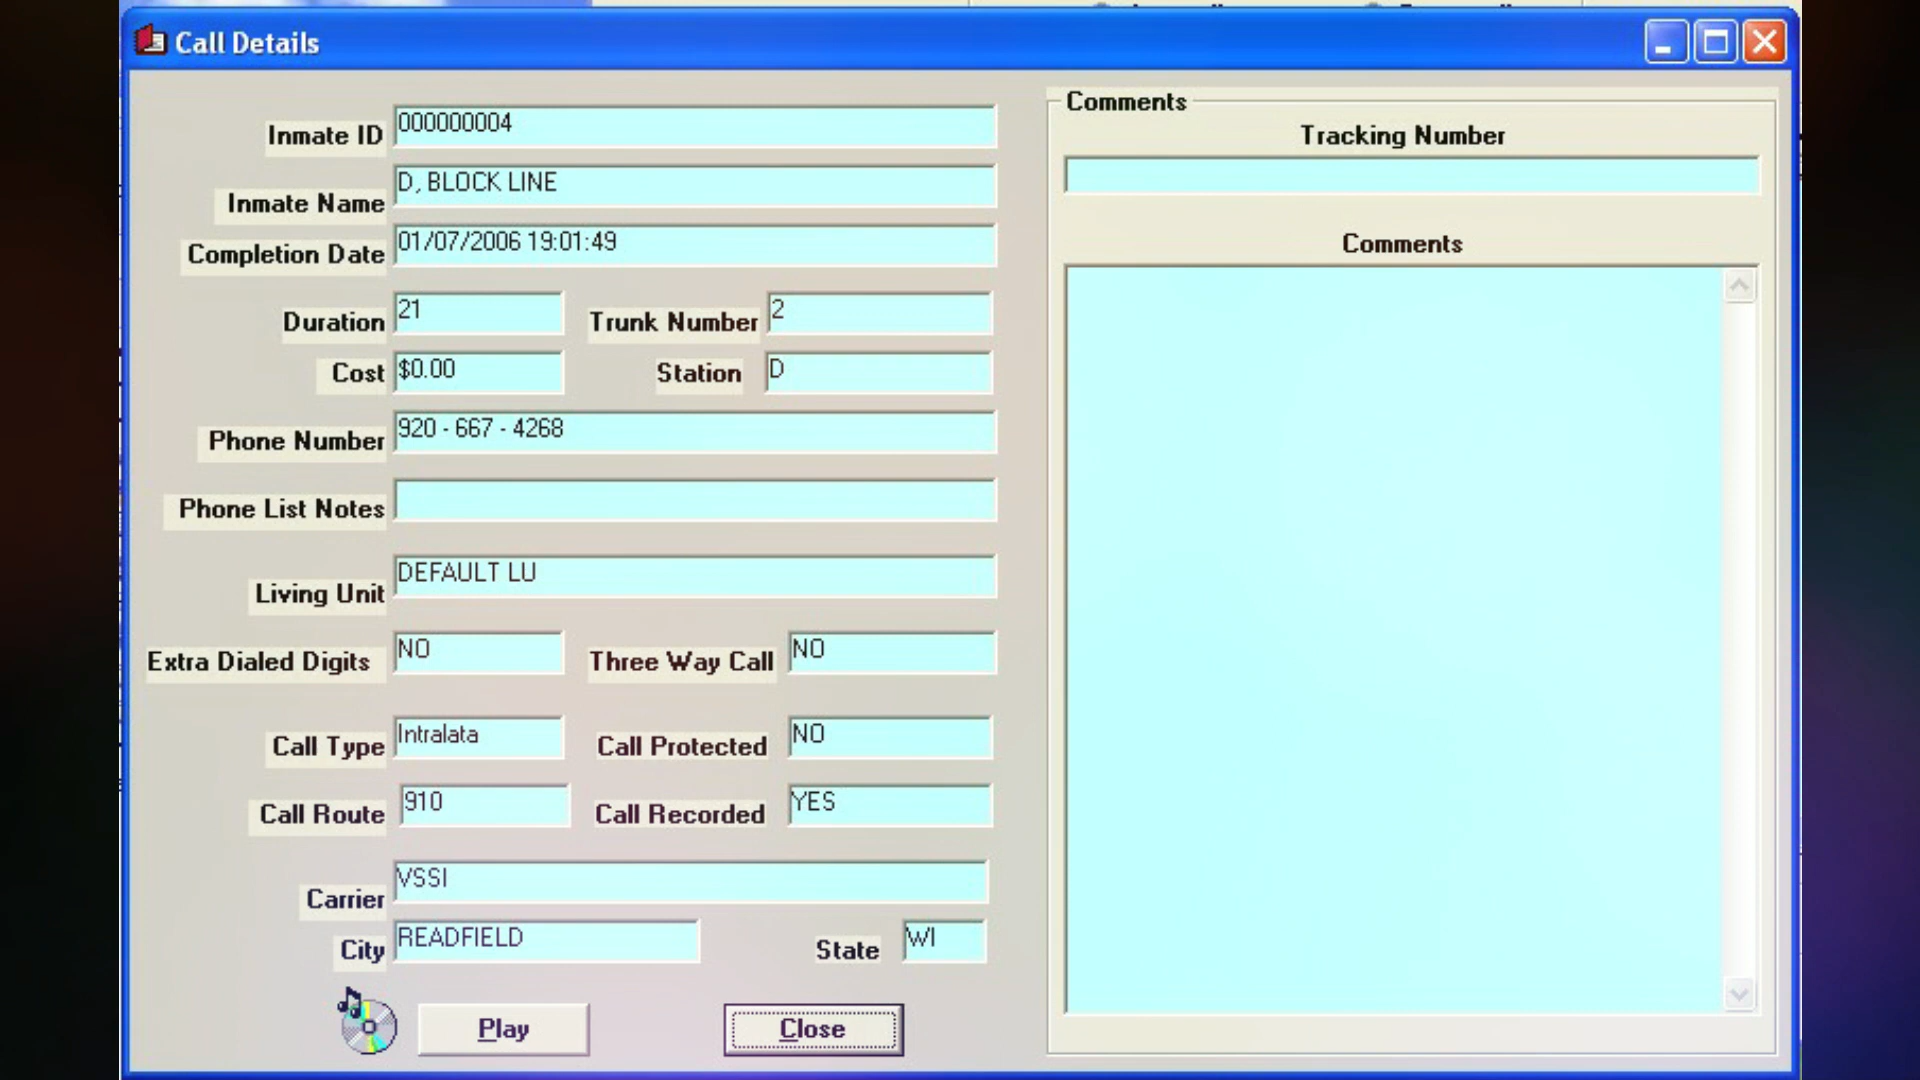 Call Details
Inmate ID 000000004
Inmate Name D, BLOCK LINE
Completion Date 01/07/2006 19:01:49
Duration 21 Trunk Number 2
Cost $0.00 Station D
Phone Number 920 - 667 - 4268
Phone List Notes
Living Unit DEFAULT LU
Extra Dialed Digits NO Three Way Call NO
Call Type Intralata Call Protected NO
Call Route 910 Call Recorded YES
Carrier VSSI
City READFIELD State WI
Play Close
Comments
Tracking Number
Comments